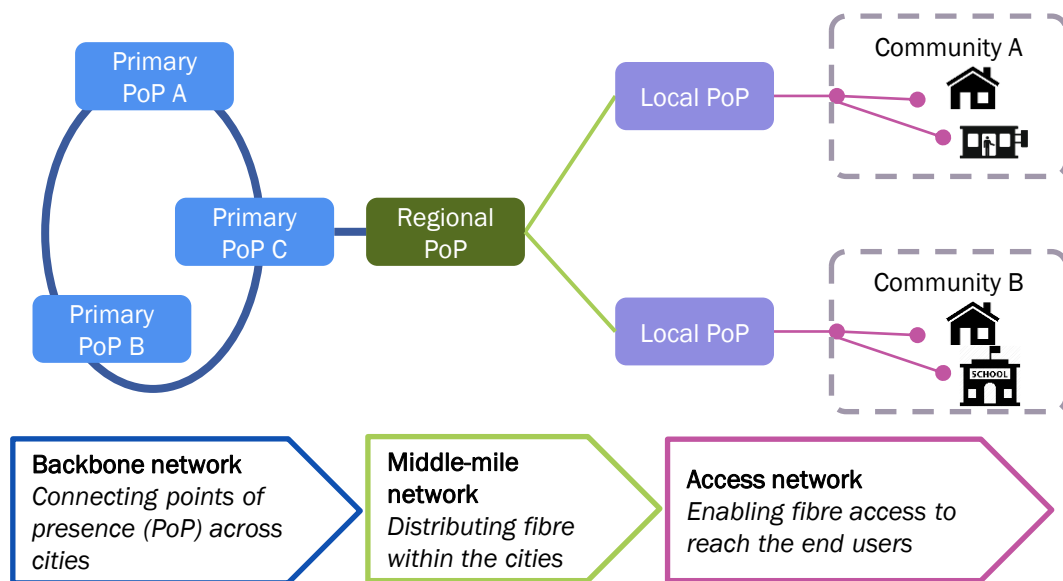 Primary
PoP A
Primary
PoP C
Primary
PoP B
Regional
PoP
Local PoP
Local PoP
Community A
Community B
SCHOOL
Backbone network
Connecting points of
presence (PoP) across
cities
Middle-mile
network
Distributing fibre
within the cities
Access network
Enabling fibre access to
reach the end users